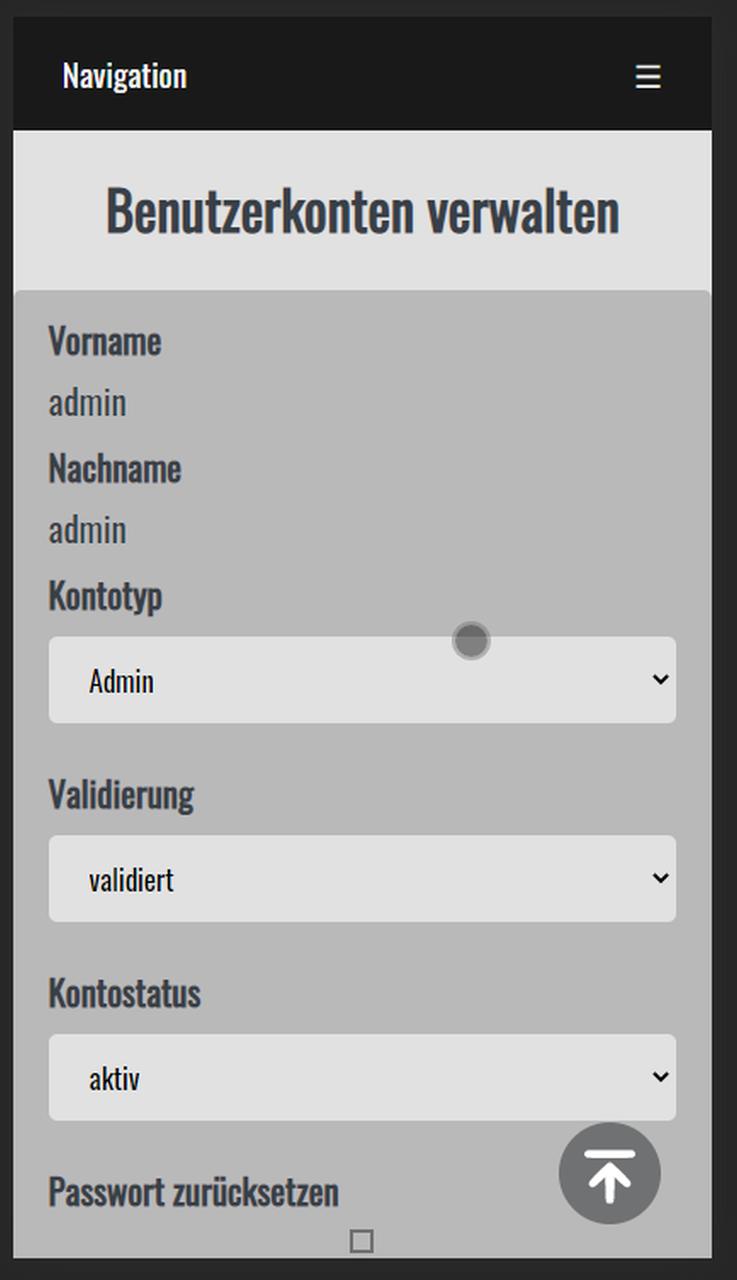 Navigation
Benutzerkonten verwalten
Vorname
admin
Nachname
admin
Kontotyp
Admin
Validierung
validiert
Kontostatus
aktiv
Passwort zurücksetzen